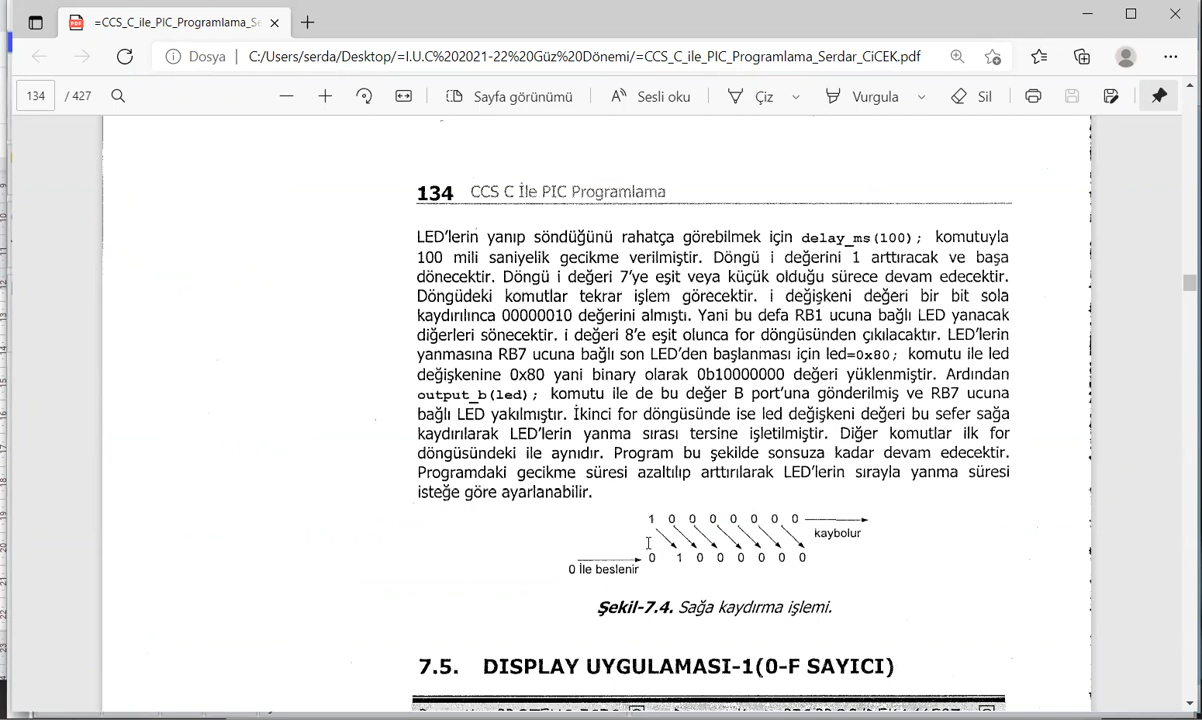 =CCS_C_ile_PIC_Programlama_Se
Dosya C:/Users/serda/Desktop/=I.U.C%202021-22%20Güz%20Dönemi/=CCS_C_ile_PIC_Programlama_Serdar_CiCEK.pdf
134 / 427 Sayfa görünümü Sesli oku Çiz Vurgula Sil
134 CCS C İle PIC Programlama
LED'lerin yanıp söndüğünü rahatça görebilmek için delay_ms(100); komutuyla
100 mili saniyelik gecikme verilmiştir. Döngü i değerini 1 arttıracak ve başa
dönecektir. Döngü i değeri 7'ye eşit veya küçük olduğu sürece devam edecektir.
Döngüdeki komutlar tekrar işlem görecektir. i değişkeni değeri bir bit sola
kaydırılınca 00000010 değerini almıştı. Yani bu defa RB1 ucuna bağlı LED yanacak
diğerleri sönecektir. i değeri 8'e eşit olunca for döngüsünden çıkılacaktır. LED'lerin
yanmasına RB7 ucuna bağlı son LED'den başlanması için led=0x80; komutu ile led
değişkenine 0x80 yani binary olarak 0b10000000 değeri yüklenmiştir. Ardından
output_b(led); komutu ile de bu değer B port'una gönderilmiş ve RB7 ucuna
bağlı LED yakılmıştır. İkinci for döngüsünde ise led değişkeni değeri bu sefer sağa
kaydırılarak LED'lerin yanma sırası tersine işletilmiştir. Diğer komutlar ilk for
döngüsündeki ile aynıdır. Program bu şekilde sonsuza kadar devam edecektir.
Programdaki gecikme süresi azaltılıp arttırılarak LED'lerin sırayla yanma süresi
isteğe göre ayarlanabilir.
1 0 0 0 0 0 0 0
kaybolur
0 1 0 0 0 0 0 0
0 İle beslenir
Şekil-7.4. Sağa kaydırma işlemi.
7.5. DISPLAY UYGULAMASI-1(0-F SAYICI)